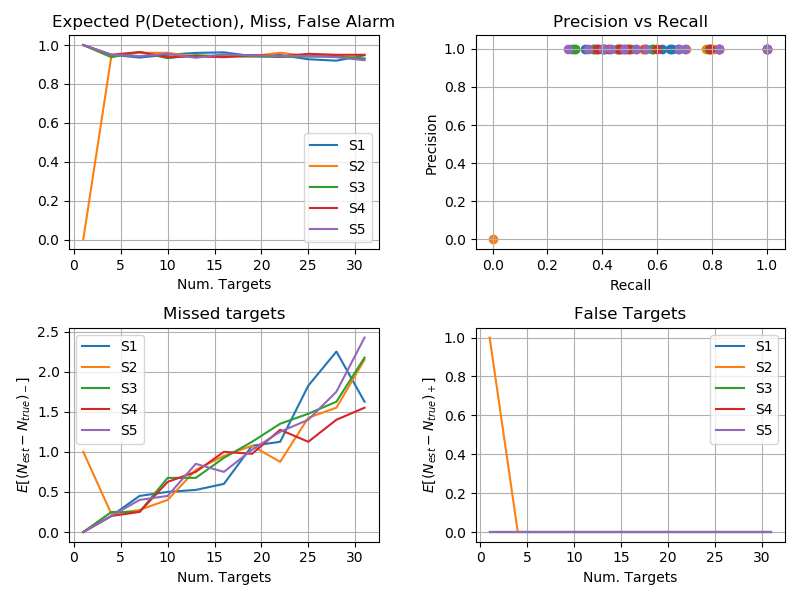 Expected P(Detection), Miss, False Alarm
1.0
0.8
0.6
0.4
0.2
0.0
0 5 10 15 20 25 30
Num. Targets
S1
S2
S3
S4
S5
Precision vs Recall
Precision
1.0
0.8
0.6
0.4
0.2
0.0
0.0 0.2 0.4 0.6 0.8 1.0
Recall
Missed targets
E[(N_est − N_true)_−]
2.5
2.0
1.5
1.0
0.5
0.0
0 5 10 15 20 25 30
Num. Targets
S1
S2
S3
S4
S5
False Targets
E[(N_est − N_true)_+]
1.0
0.8
0.6
0.4
0.2
0.0
0 5 10 15 20 25 30
Num. Targets
S1
S2
S3
S4
S5